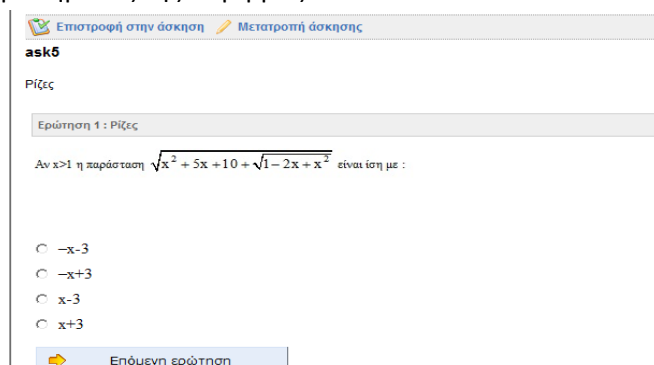 Επιστροφή στην άσκηση Μετατροπή άσκησης
ask5
Ρίζες
Ερώτηση 1 : Ρίζες
Αν x>1 η παράσταση √(x² + 5x + 10 + √(1 − 2x + x²)) είναι ίση με :
–x-3
–x+3
x-3
x+3
Επόμενη ερώτηση